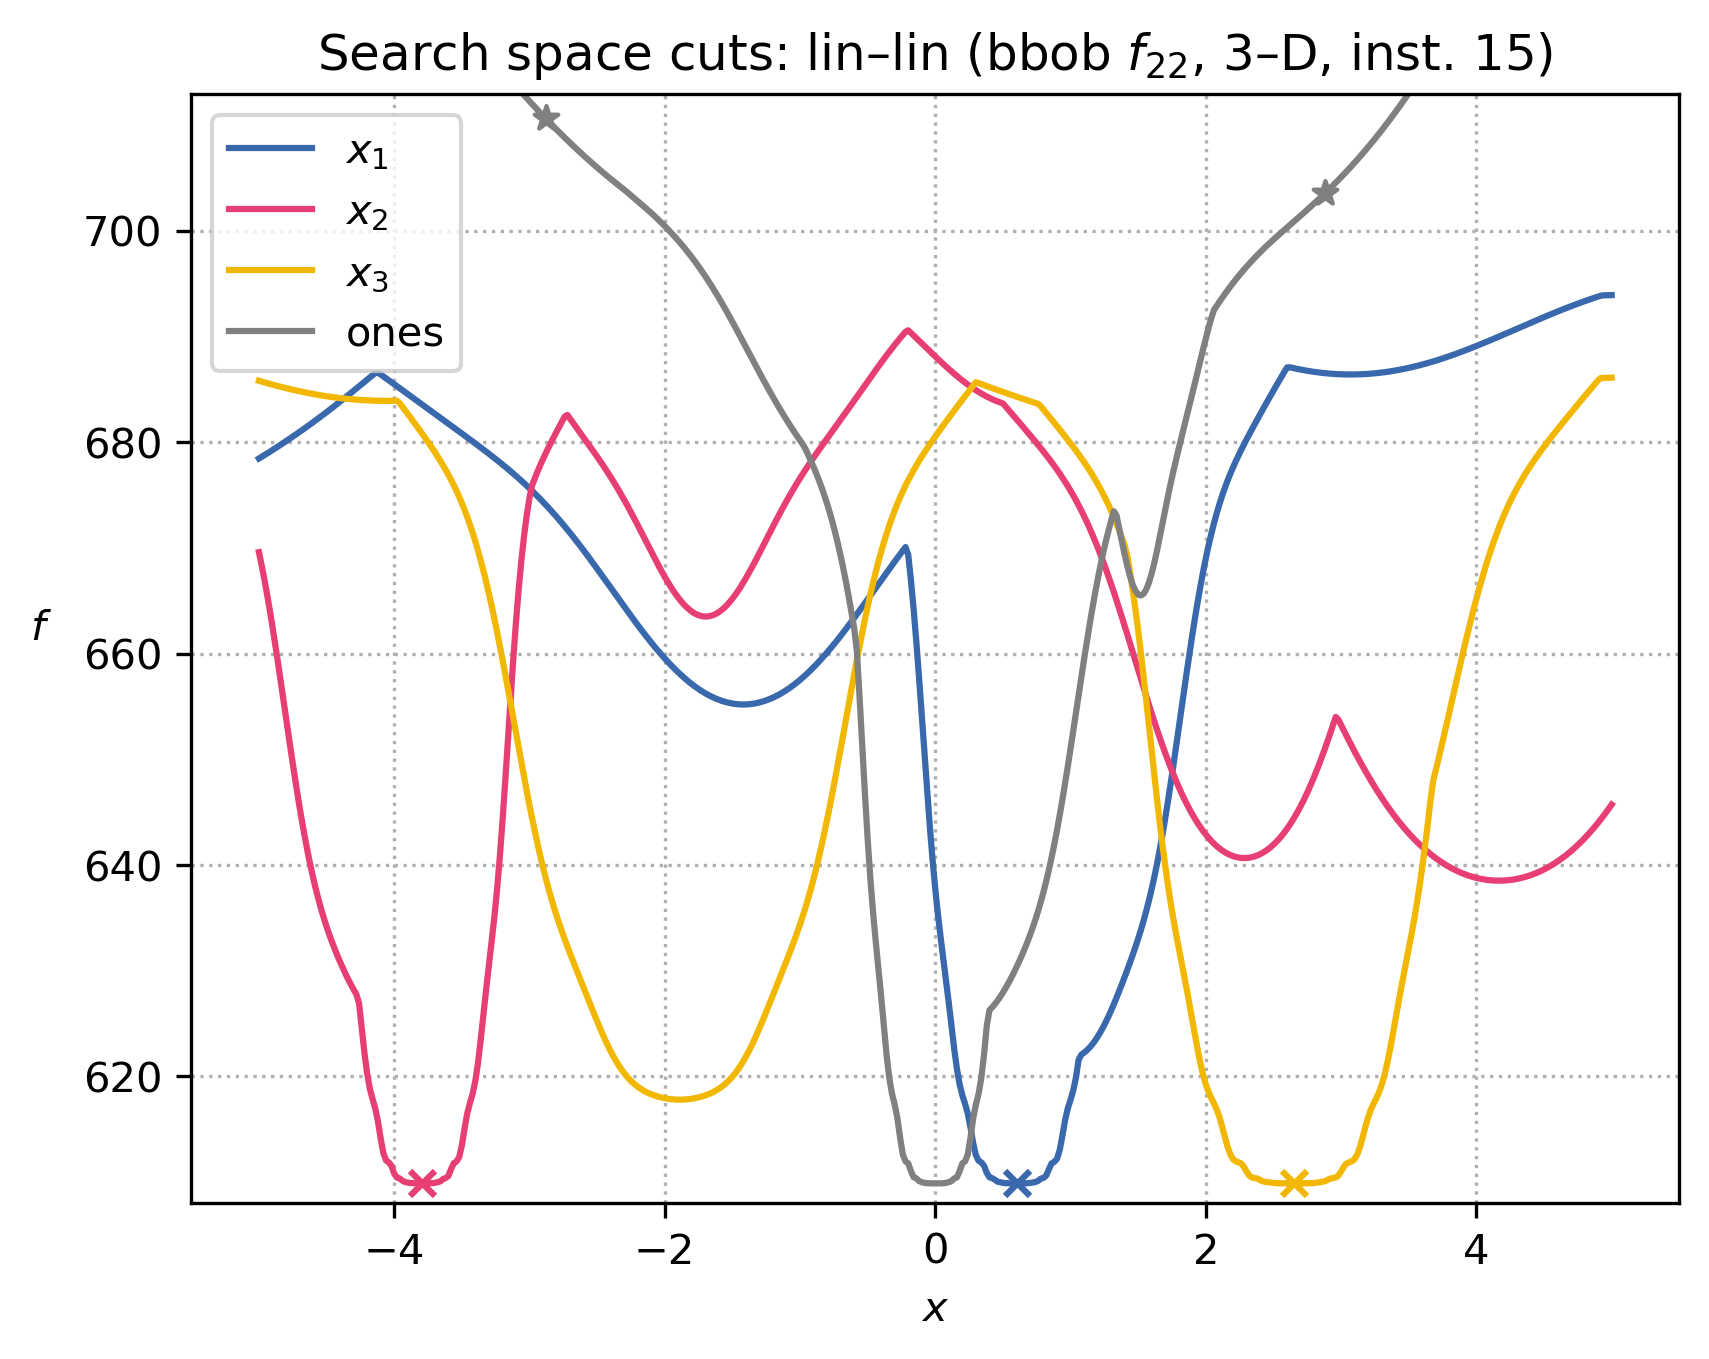 Search space cuts: lin–lin (bbob f₂₂, 3–D, inst. 15)
x₁
x₂
x₃
ones
700
680
660
640
620
f
−4 −2 0 2 4
x